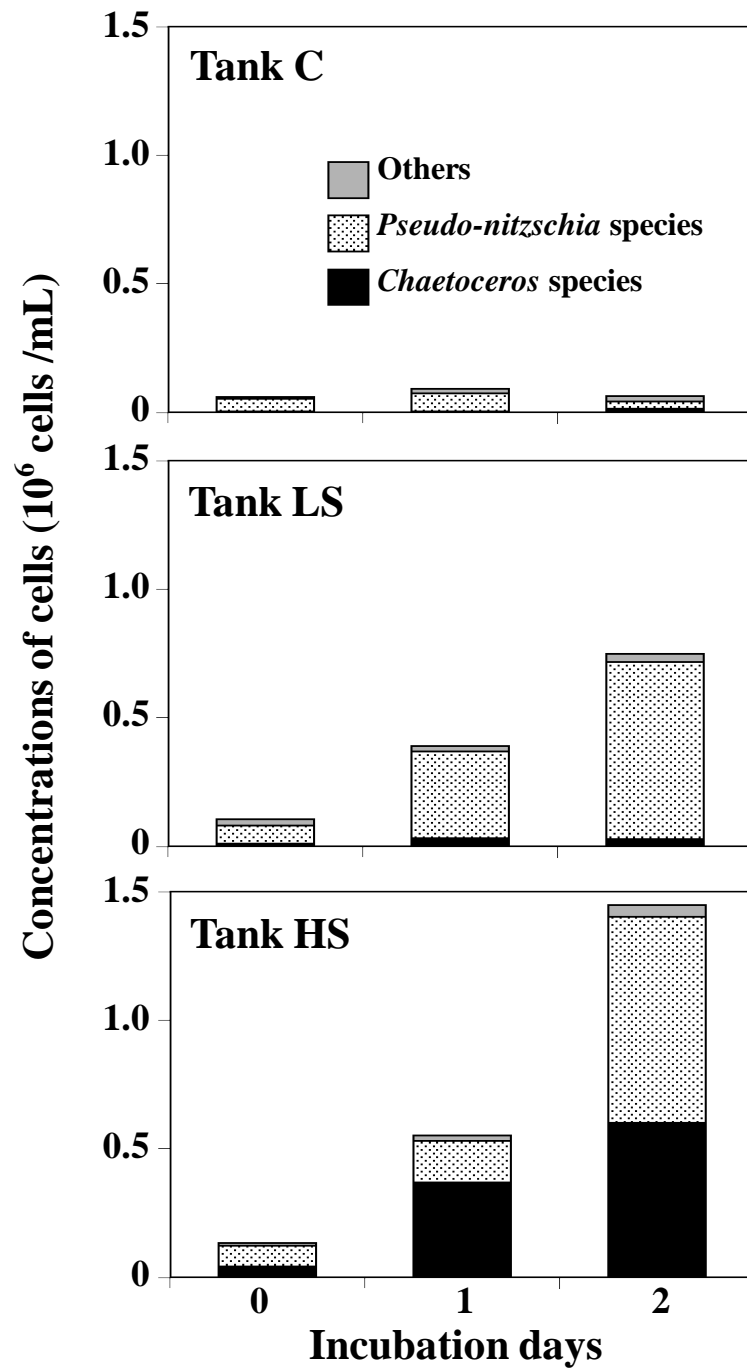 Concentrations of cells (10⁶ cells /mL)
1.5
Tank C
1.0
Others
Pseudo-nitzschia species
0.5
Chaetoceros species
0
1.5
Tank LS
1.0
0.5
0
1.5
Tank HS
1.0
0.5
0
0 1 2
Incubation days